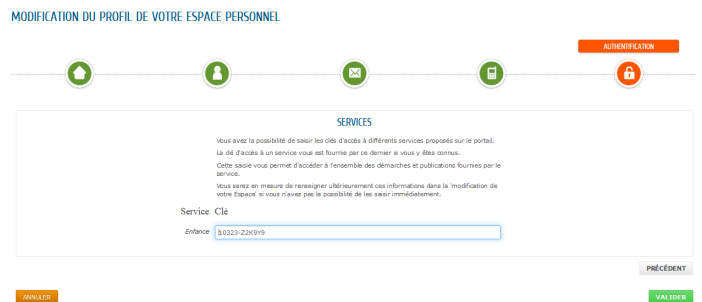 MODIFICATION DU PROFIL DE VOTRE ESPACE PERSONNEL
AUTHENTIFICATION
SERVICES
Vous avez la possibilité de saisir les clés d'accès à différents services proposés sur le portail.
La clé d'accès à un service vous est fournie par ce dernier si vous y êtes connus.
Cette saisie vous permet d'accéder à l'ensemble des démarches et publications fournies par le
service.
Vous serez en mesure de renseigner ultérieurement ces informations dans la 'modification de
votre Espace' si vous n'avez pas la possibilité de les saisir immédiatement.
Service Clé
Enfance 10323-Z2K9Y9
PRÉCÉDENT
ANNULER VALIDER